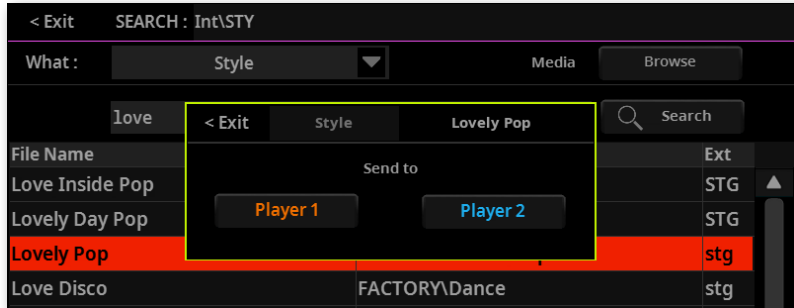 < Exit SEARCH : Int\STY
What : Style Media Browse
love Search
< Exit Style Lovely Pop
Send to
Player 1 Player 2
File Name Ext
Love Inside Pop STG
Lovely Day Pop STG
Lovely Pop stg
Love Disco FACTORY\Dance stg